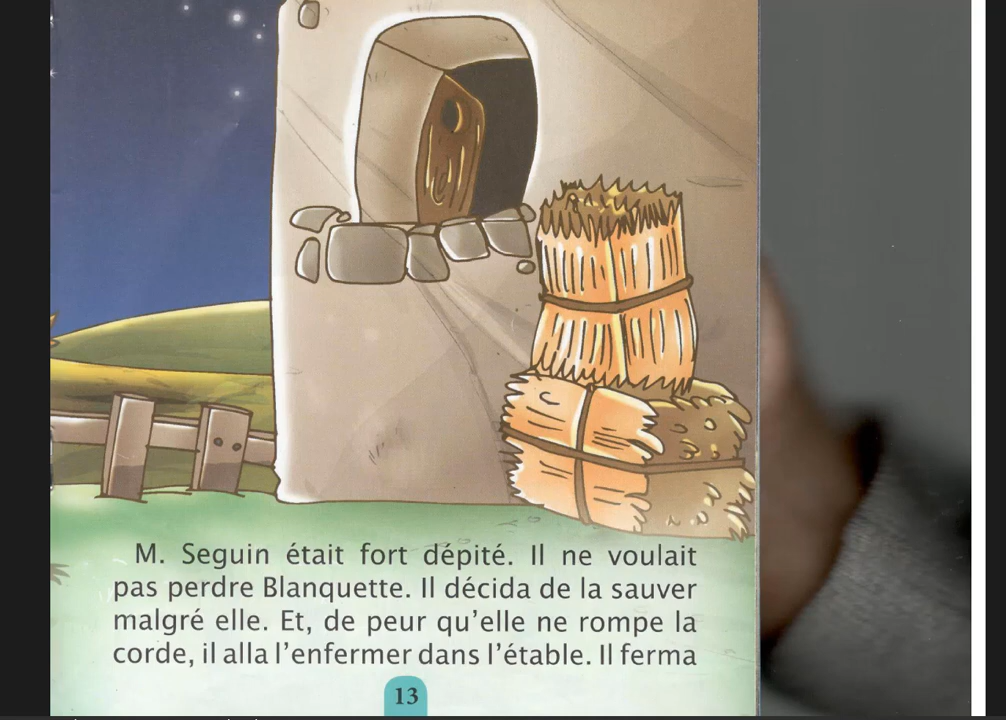 M. Seguin était fort dépité. Il ne voulait
pas perdre Blanquette. Il décida de la sauver
malgré elle. Et, de peur qu'elle ne rompe la
corde, il alla l'enfermer dans l'étable. Il ferma
13